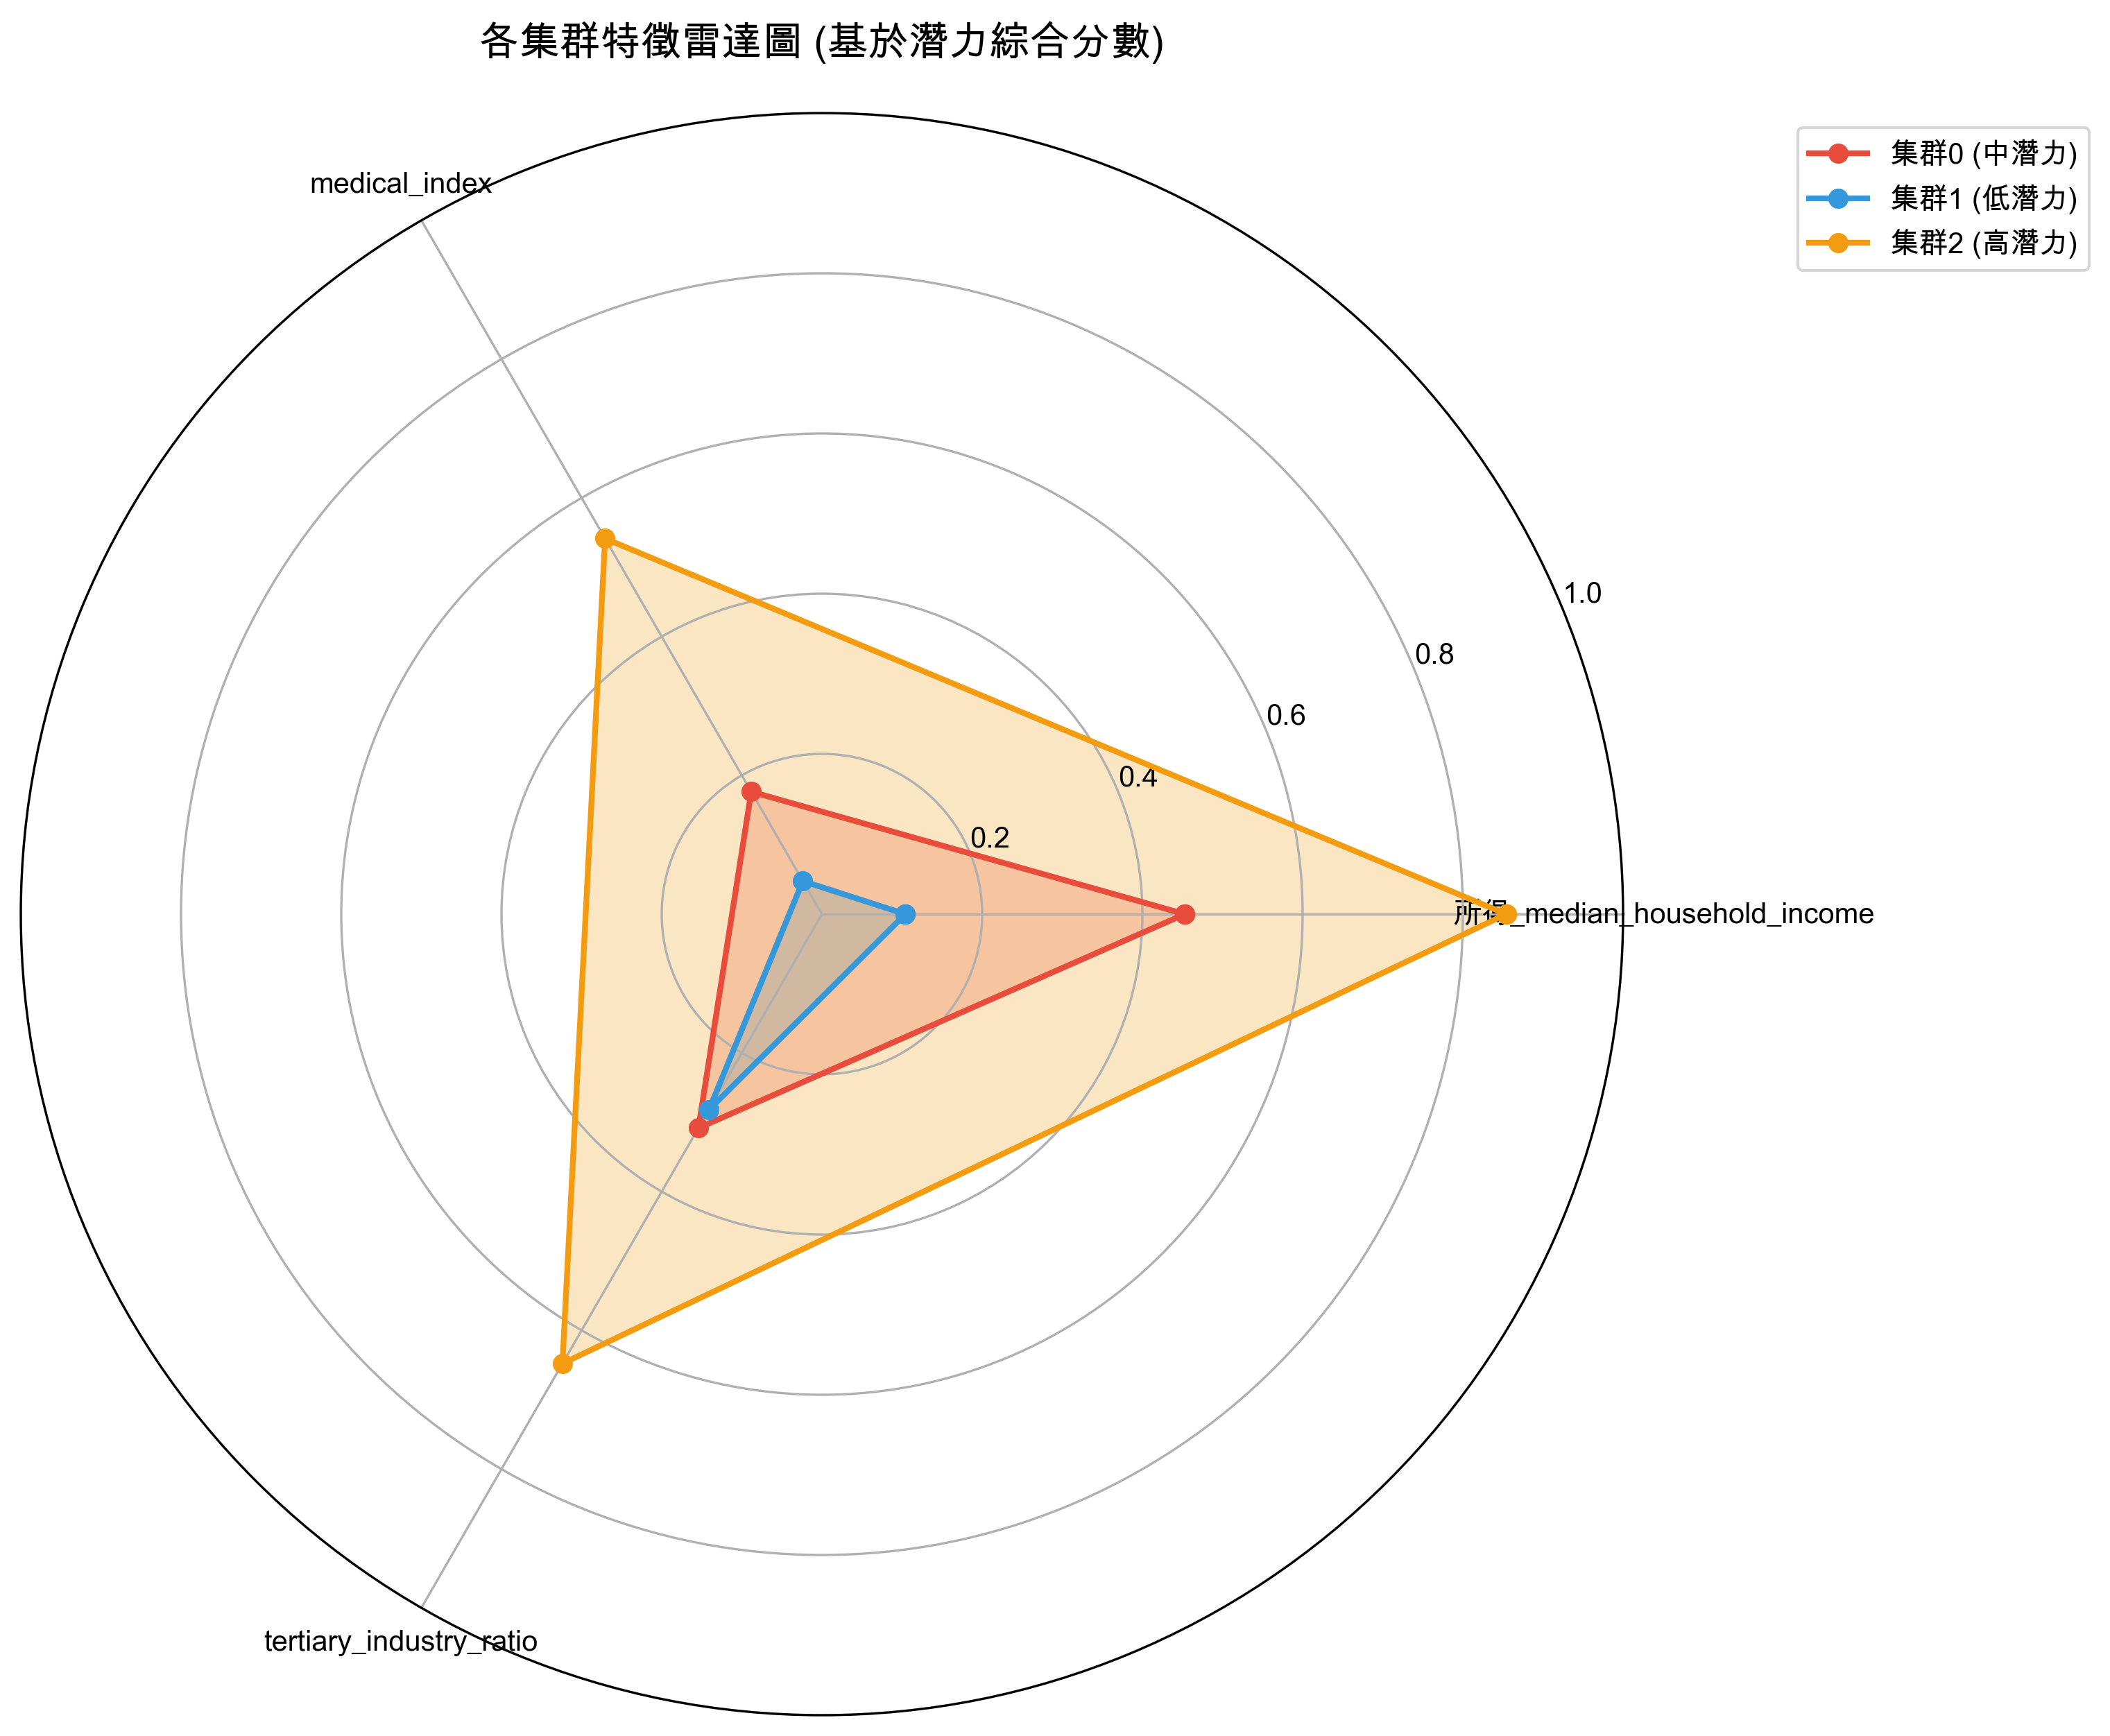 各集群特徵雷達圖 (基於潛力綜合分數)
集群0 (中潛力)
集群1 (低潛力)
集群2 (高潛力)
medical_index
1.0
0.8
0.6
0.4
0.2
所得_median_household_income
tertiary_industry_ratio